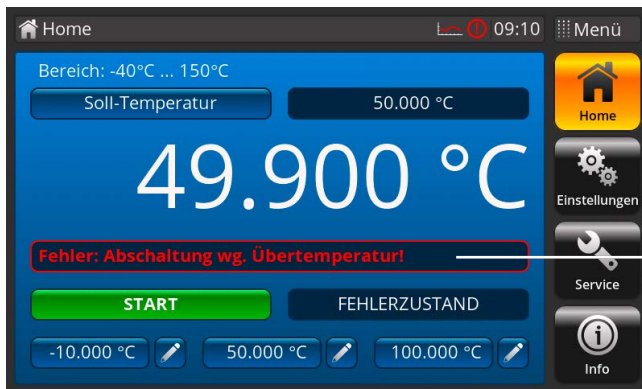 Home 09:10 Menü
Bereich: -40°C ... 150°C
Soll-Temperatur 50.000 °C
Home
49.900 °C
Einstellungen
Fehler: Abschaltung wg. Übertemperatur!
Service
START FEHLERZUSTAND
-10.000 °C 50.000 °C 100.000 °C
Info